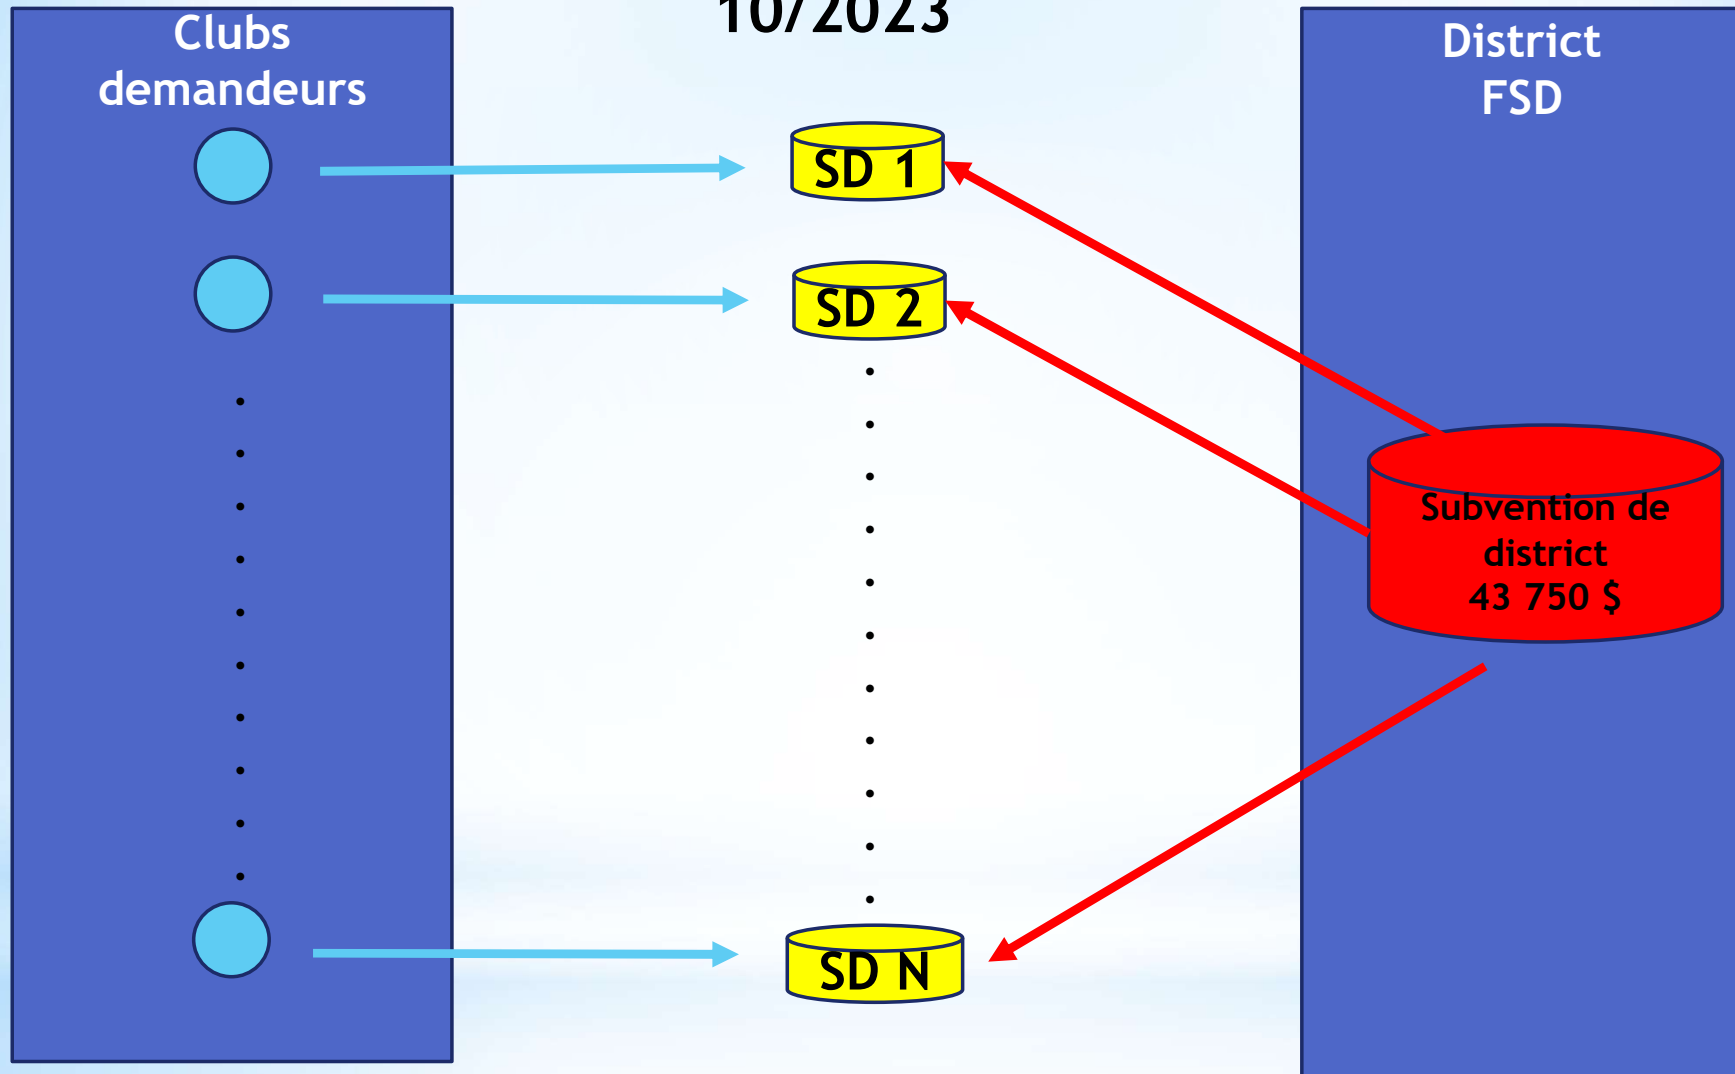 10/2023
Clubs
demandeurs
District
FSD
SD 1
SD 2
Subvention de
district
43 750 $
SD N